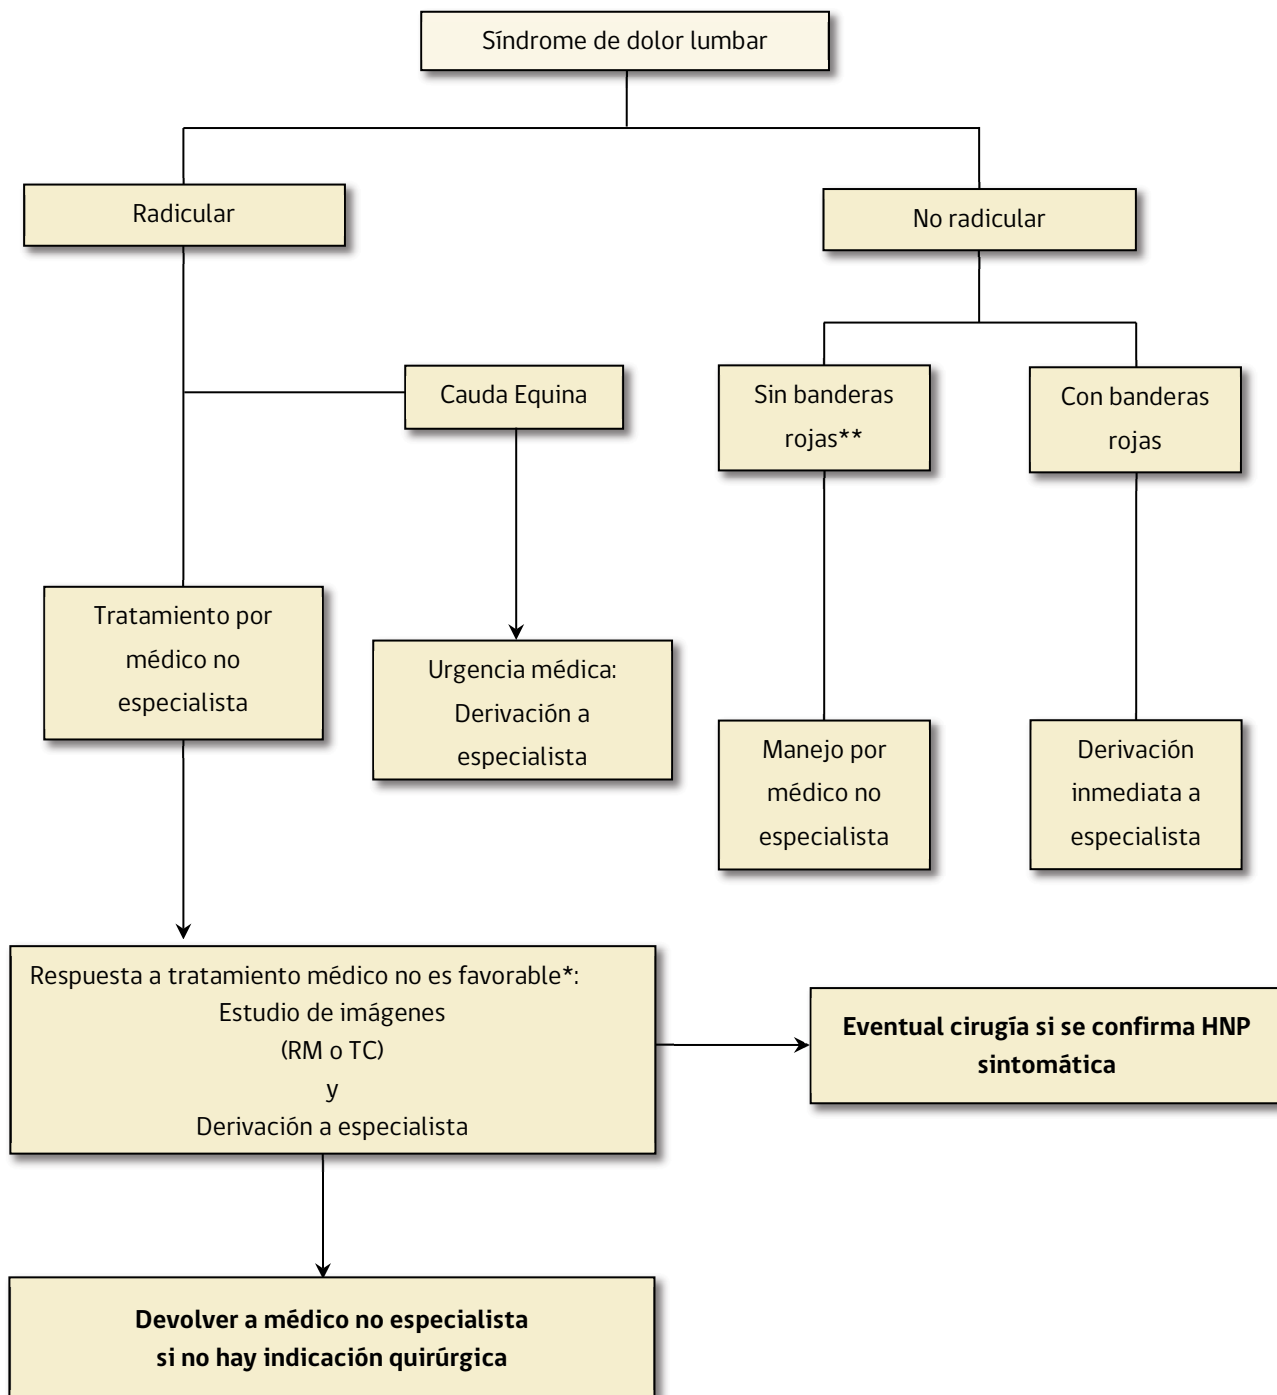 Síndrome de dolor lumbar
Radicular
No radicular
Cauda Equina
Sin banderas
rojas**
Con banderas
rojas
Tratamiento por
médico no
especialista
Urgencia médica:
Derivación a
especialista
Manejo por
médico no
especialista
Derivación
inmediata a
especialista
Respuesta a tratamiento médico no es favorable*:
Estudio de imágenes
(RM o TC)
y
Derivación a especialista
Eventual cirugía si se confirma HNP
sintomática
Devolver a médico no especialista
si no hay indicación quirúrgica